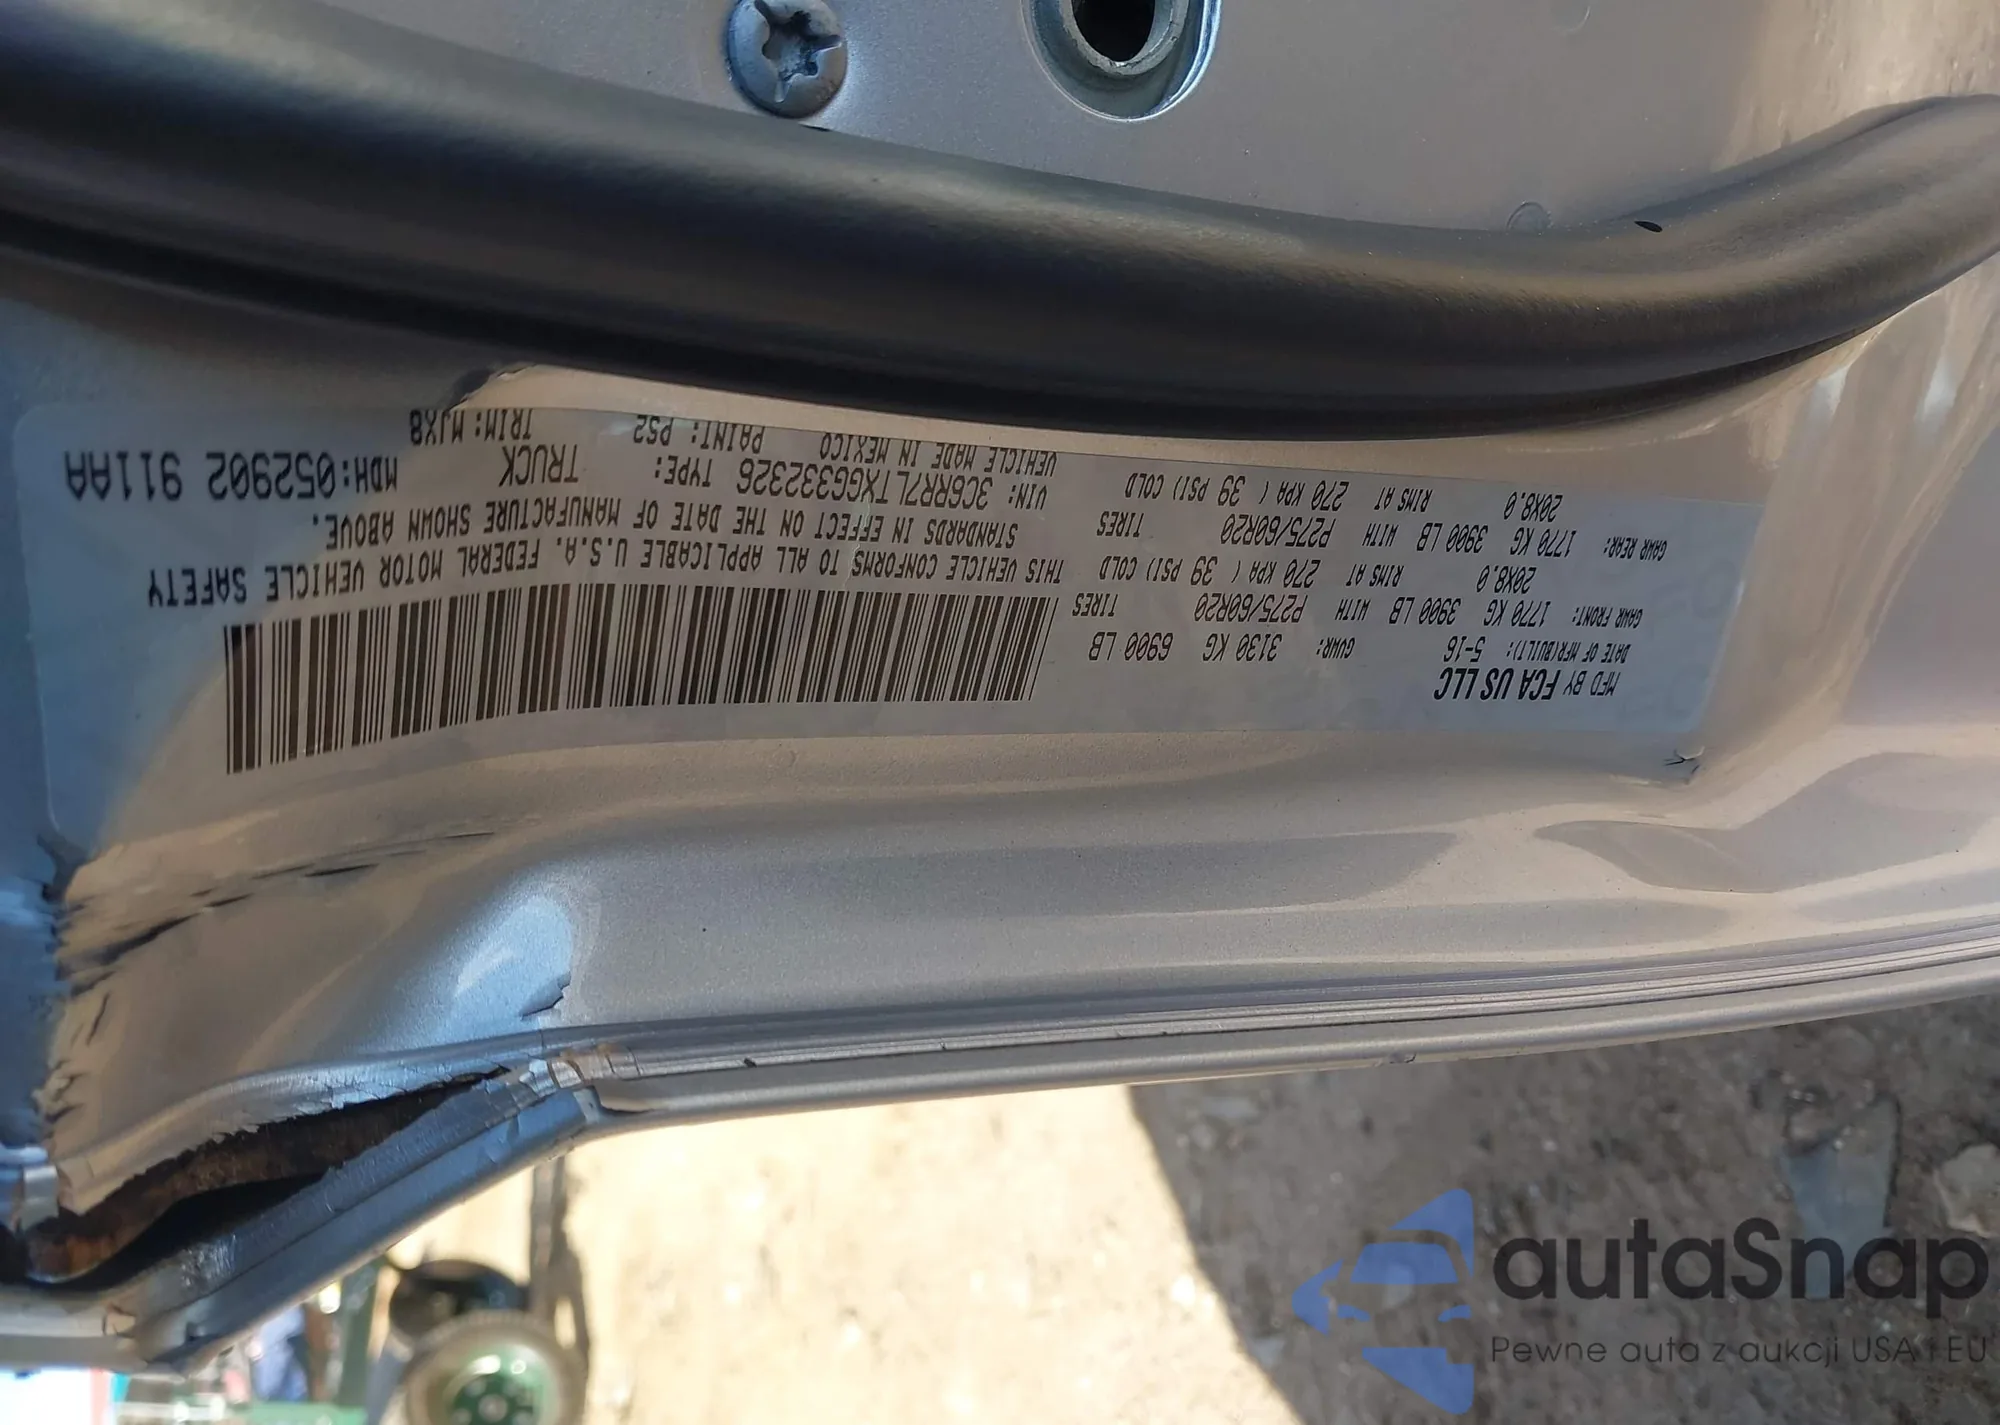 MFD BY FCA US LLC
DATE OF MFR(BUILT): 5-16 GVWR: 3130 KG 6900 LB
GAWR FRONT: 1770 KG 3900 LB WITH P275/60R20 TIRES
20X8.0 RIMS AT 270 KPA ( 39 PSI) COLD
GAWR REAR: 1770 KG 3900 LB WITH P275/60R20 TIRES
20X8.0 RIMS AT 270 KPA ( 39 PSI) COLD
THIS VEHICLE CONFORMS TO ALL APPLICABLE U.S.A. FEDERAL MOTOR VEHICLE SAFETY
STANDARDS IN EFFECT ON THE DATE OF MANUFACTURE SHOWN ABOVE.
VIN: 3C6RR7LTXGG332326 TYPE: TRUCK MDH:052902 911AA
VEHICLE MADE IN MEXICO PAINT: PS2 TRIM: MJX8
autaSnap
Pewne auta z aukcji USA i EU